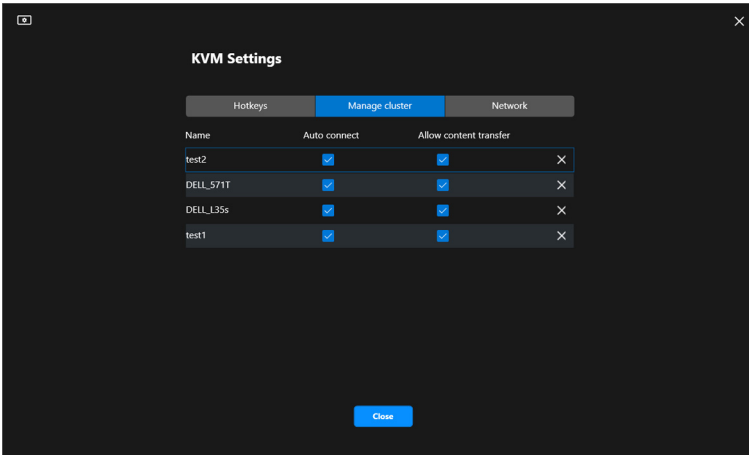 KVM Settings
Hotkeys Manage cluster Network
Name Auto connect Allow content transfer
test2
DELL_571T
DELL_L35s
test1
Close